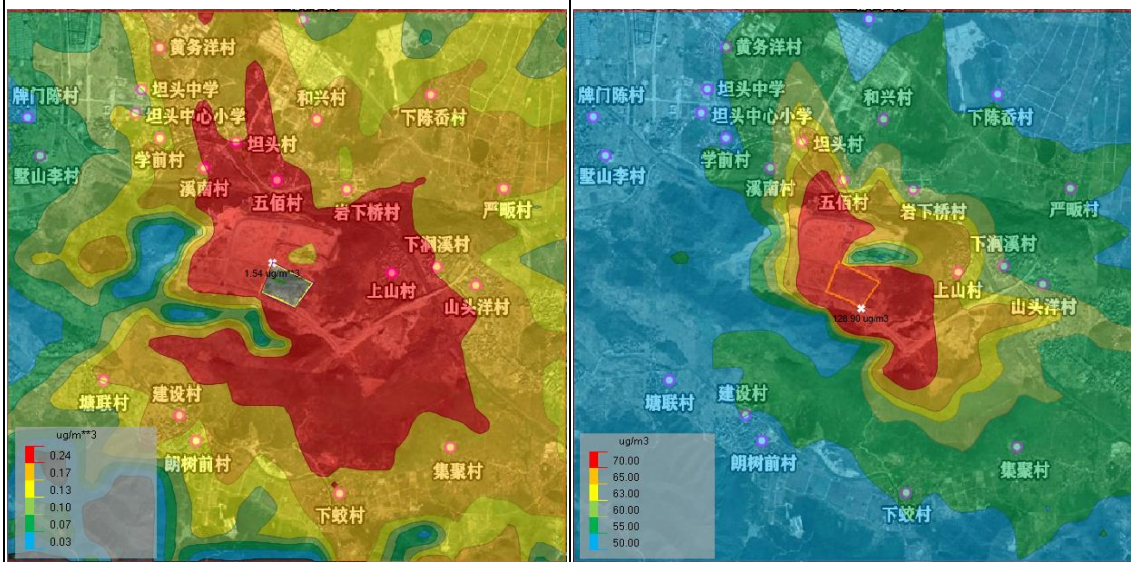 黄务洋村
坦头中学
牌门陈村
坦头中心小学
和兴村
下陈岙村
学前村
坦头村
墅山李村
溪南村
五佰村
岩下桥村
严畈村
下洞溪村
1.54 ug/m**3
上山村
山头洋村
塘联村
建设村
朗树前村
集聚村
下蛟村
ug/m**3
0.24
0.17
0.13
0.10
0.07
0.03
黄务洋村
坦头中学
牌门陈村
坦头中心小学
和兴村
下陈岙村
学前村
坦头村
墅山李村
溪南村
五佰村
岩下桥村
严畈村
下洞溪村
上山村
山头洋村
128.90 ug/m3
塘联村
建设村
朗树前村
集聚村
下蛟村
ug/m3
70.00
65.00
63.00
60.00
55.00
50.00